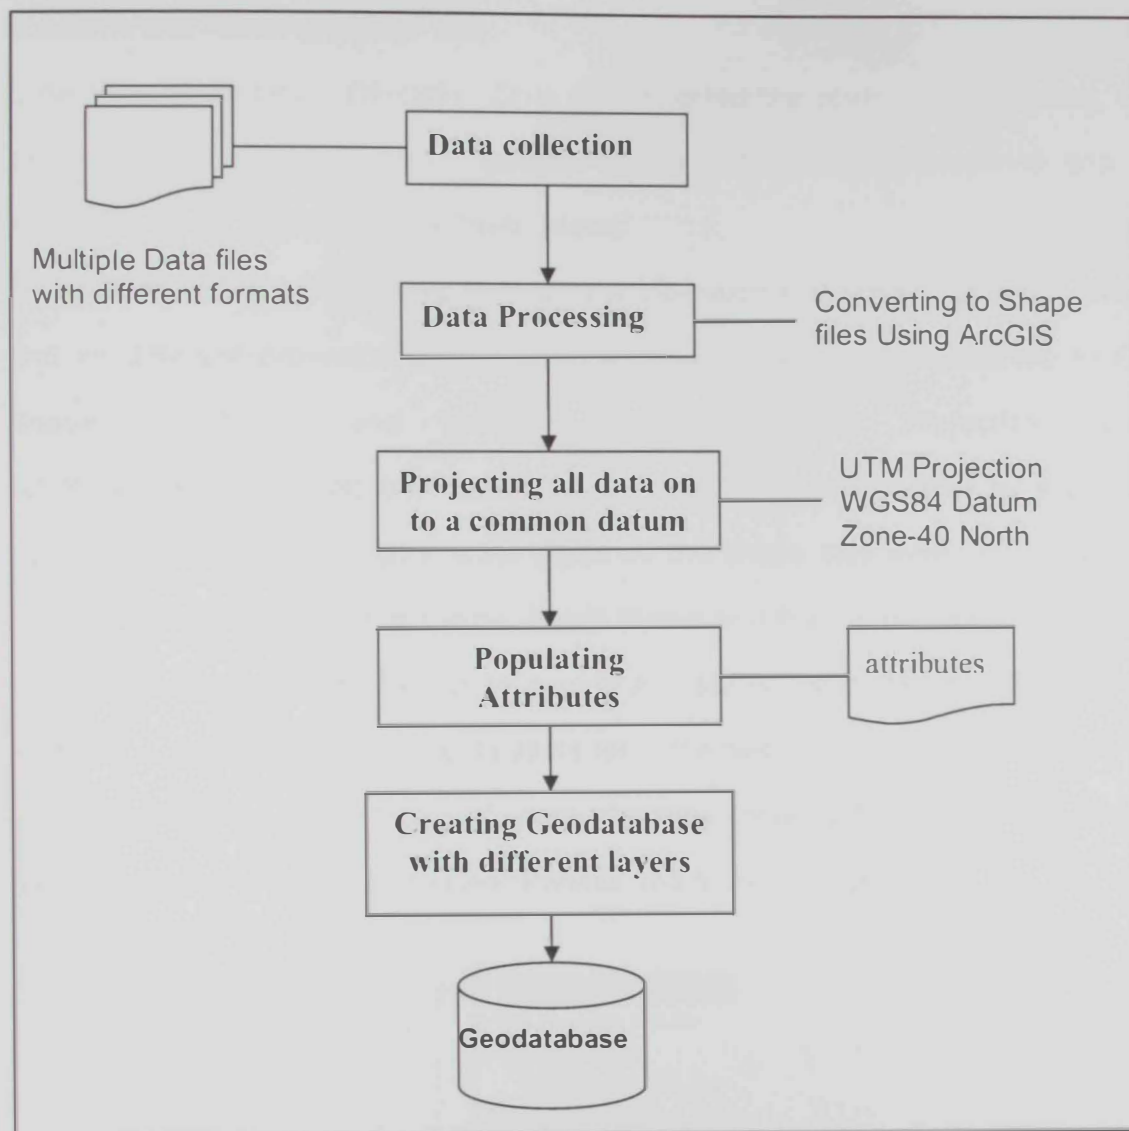 Data collection
Multiple Data files
with different formats
Data Processing
Converting to Shape
files Using ArcGIS
Projecting all data on
to a common datum
UTM Projection
WGS84 Datum
Zone-40 North
Populating
Attributes
attributes
Creating Geodatabase
with different layers
Geodatabase